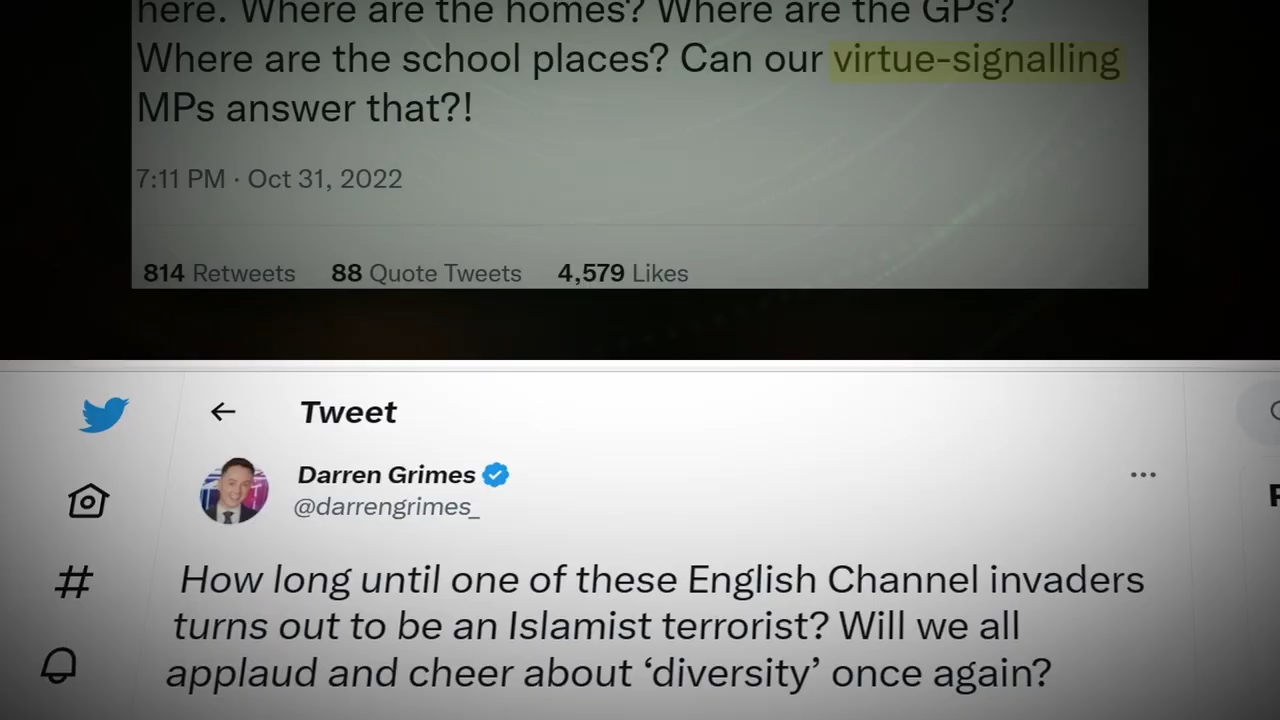 here. Where are the homes? Where are the GPs?
Where are the school places? Can our virtue-signalling
MPs answer that?!
7:11 PM · Oct 31, 2022
814 Retweets 88 Quote Tweets 4,579 Likes
Tweet
Darren Grimes
@darrengrimes_
How long until one of these English Channel invaders
turns out to be an Islamist terrorist? Will we all
applaud and cheer about ‘diversity’ once again?